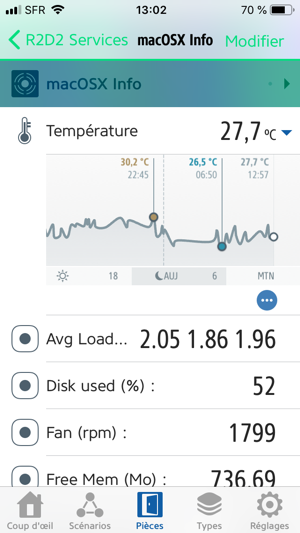 SFR 13:02 70 %
R2D2 Services macOSX Info Modifier
macOSX Info
Température 27,7 °C
30,2 °C 26,5 °C 27,7 °C
22:45 06:50 12:57
18 AUJ 6 MTN
Avg Load... 2.05 1.86 1.96
Disk used (%) : 52
Fan (rpm) : 1799
Free Mem (Mo) : 736.69
Coup d'œil Scénarios Pièces Types Réglages